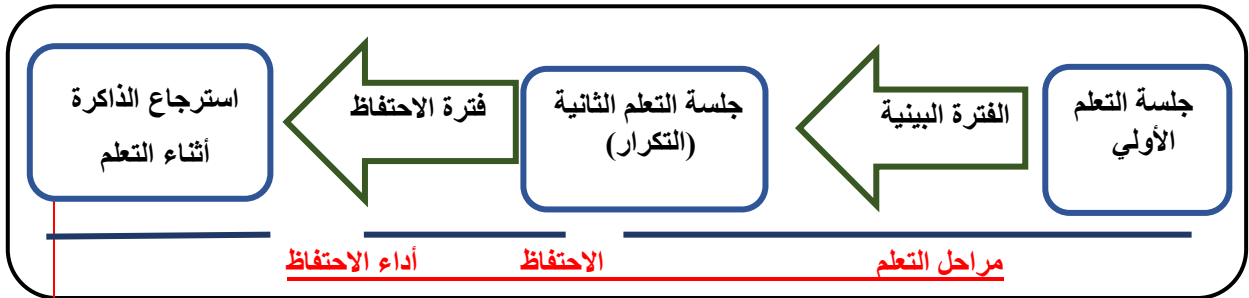 جلسة التعلم
الأولي
الفترة البينية
جلسة التعلم الثانية
(التكرار)
فترة الاحتفاظ
استرجاع الذاكرة
أثناء التعلم
مراحل التعلم
الاحتفاظ
أداء الاحتفاظ